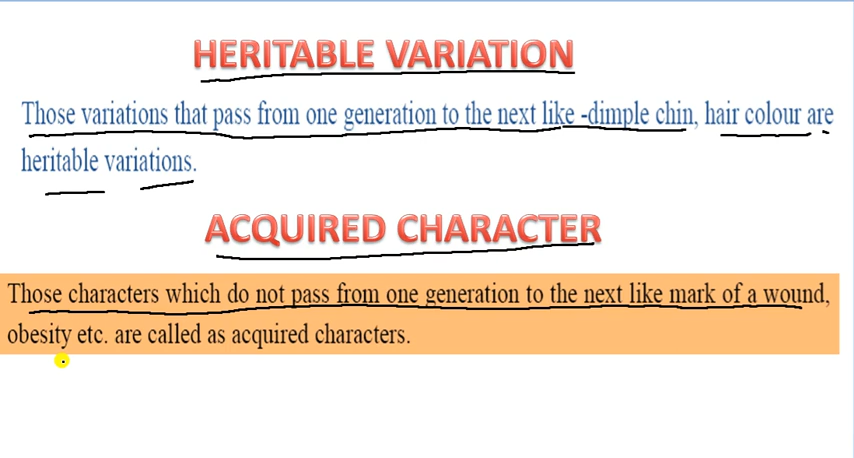 HERITABLE VARIATION
Those variations that pass from one generation to the next like -dimple chin, hair colour are
heritable variations.
ACQUIRED CHARACTER
Those characters which do not pass from one generation to the next like mark of a wound,
obesity etc. are called as acquired characters.